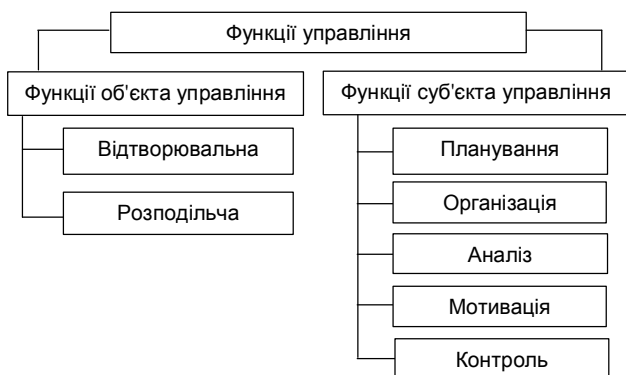 Функції управління
Функції об'єкта управління
Відтворювальна
Розподільча
Функції суб'єкта управління
Планування
Організація
Аналіз
Мотивація
Контроль